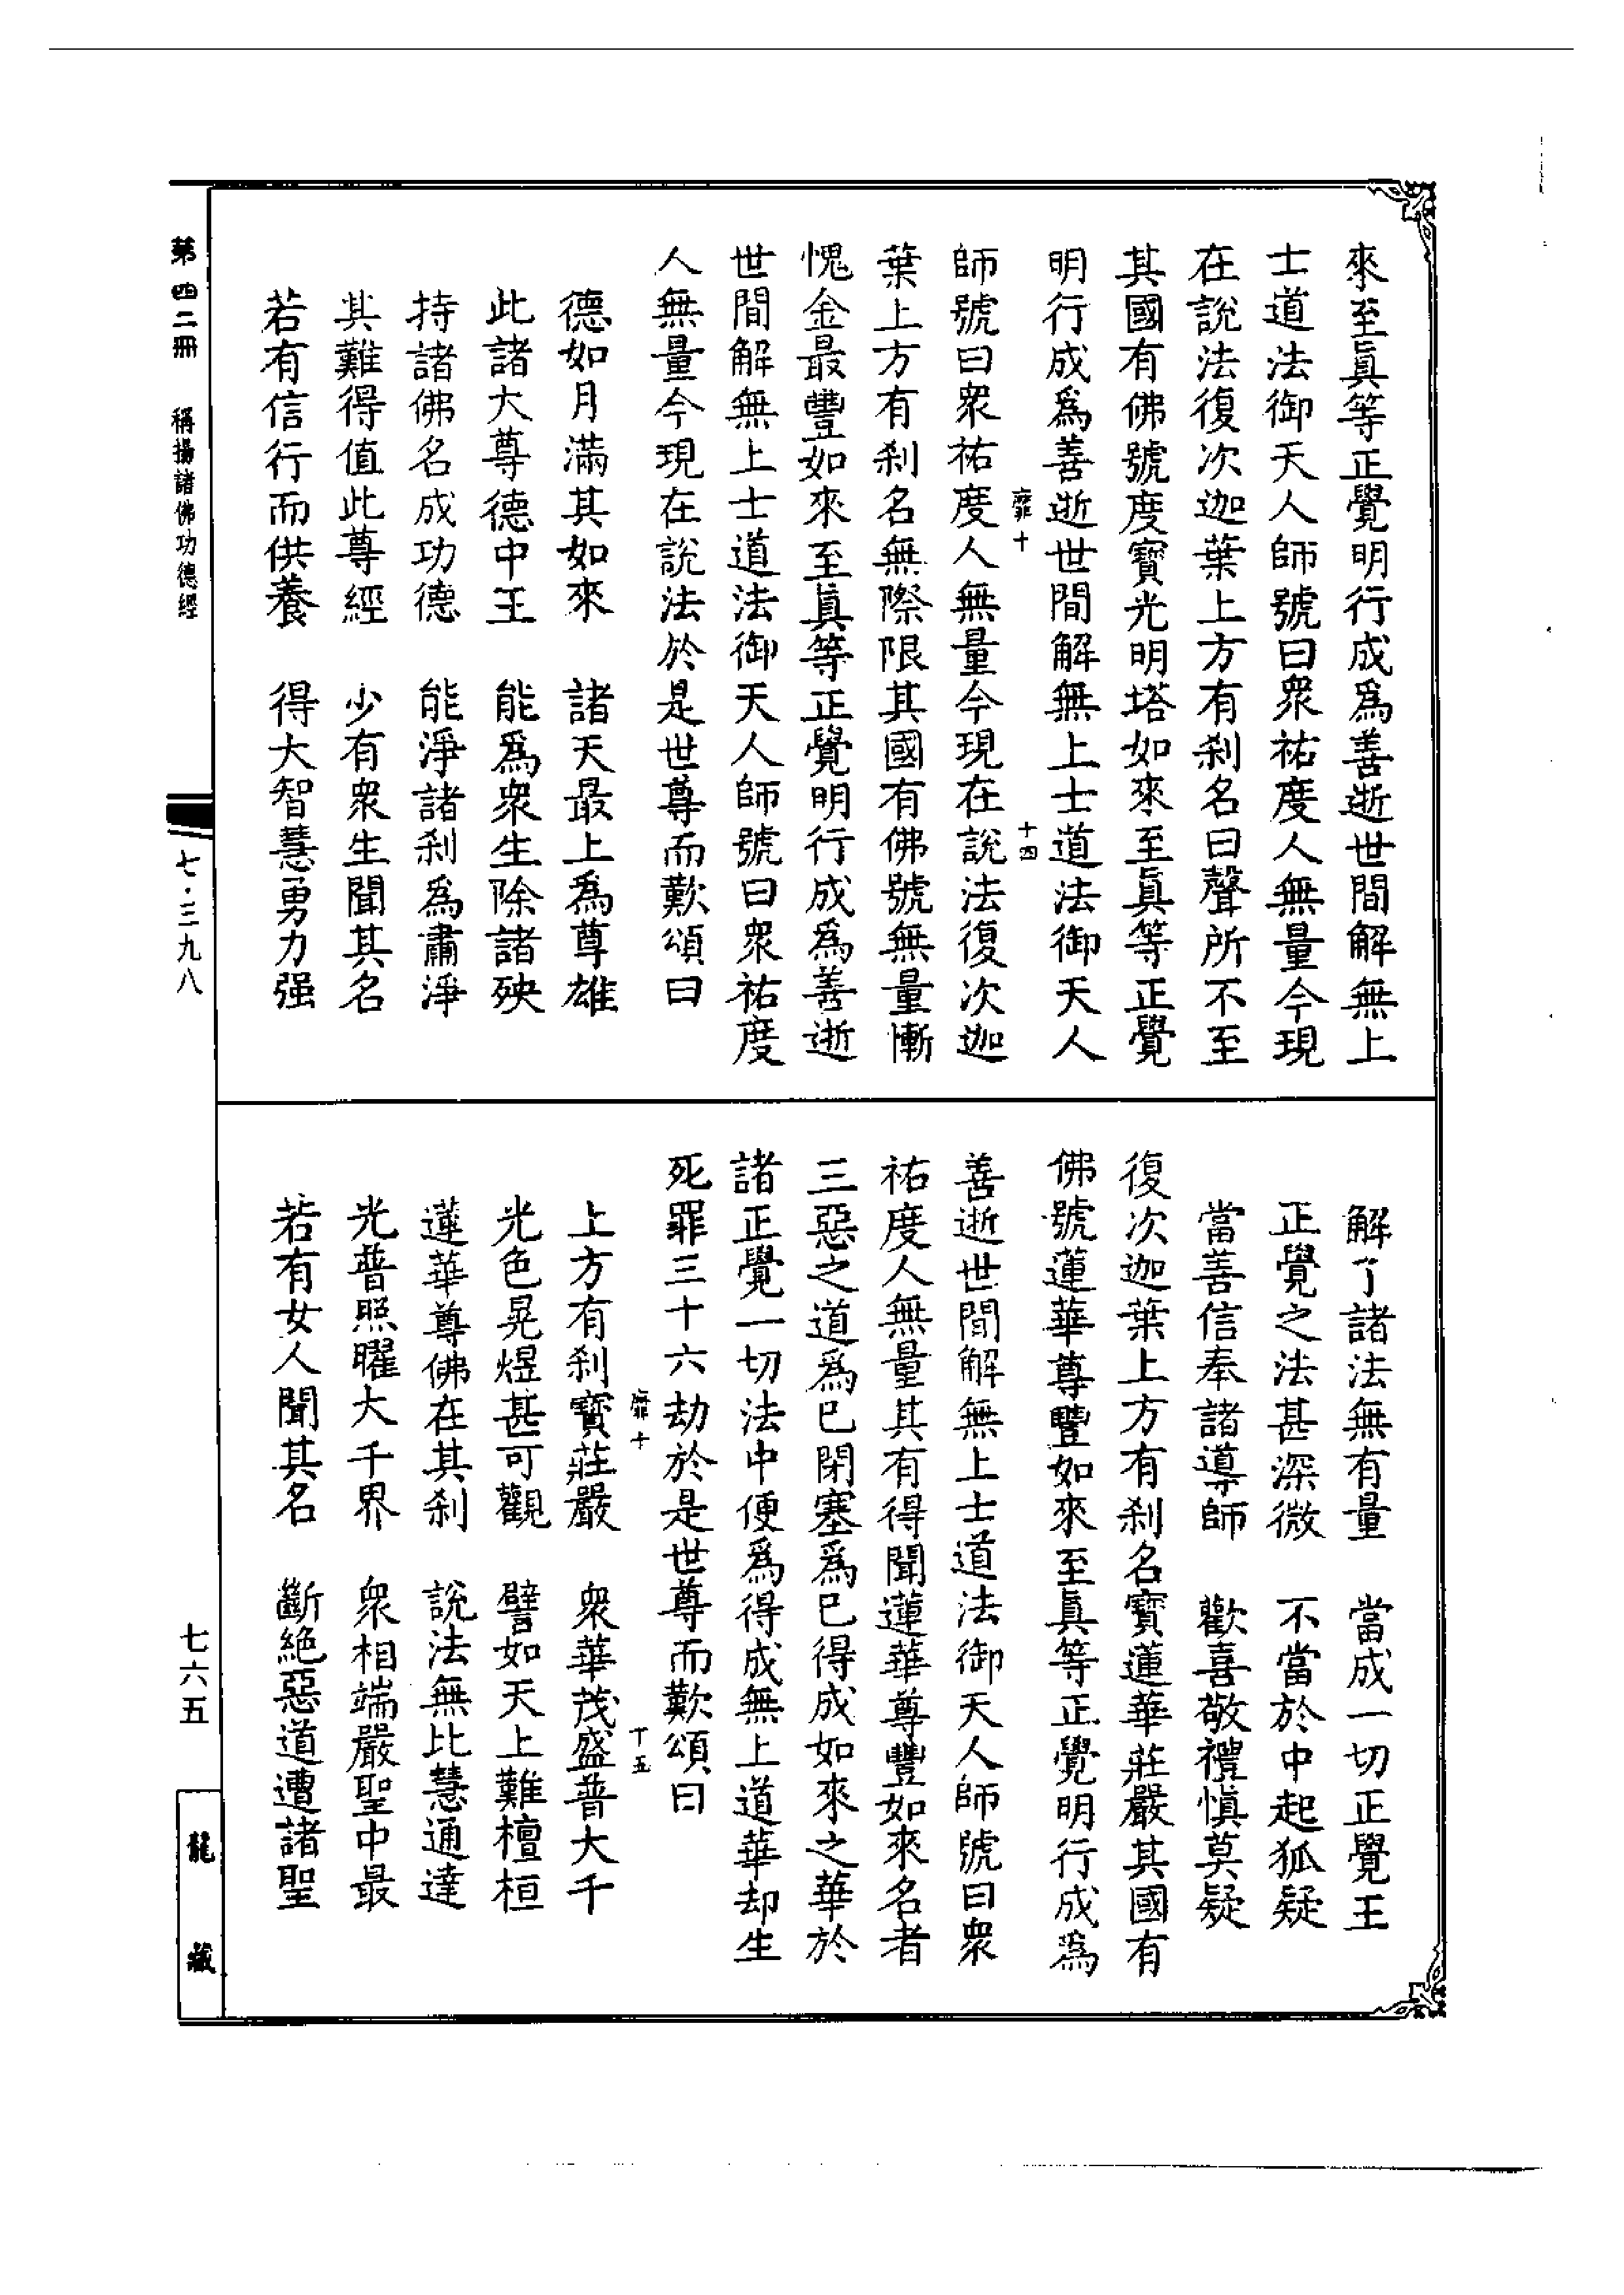 來至眞等正覺明行成爲善逝世間解無上
士道法御天人師號曰衆祐度人無量今現
在說法復次迦葉上方有刹名曰聲所不至
其國有佛號度寶光明塔如來至眞等正覺
明行成爲善逝世間解無上士道法御天人
靡十 十四
師號曰衆祐度人無量今現在說法復次迦
葉上方有刹名無際限其國有佛號無量慚
愧金最豐如來至眞等正覺明行成爲善逝
世間解無上士道法御天人師號曰衆祐度
人無量今現在說法於是世尊而歎頌曰
德如月滿其如來 諸天最上爲尊雄
此諸大尊德中王 能爲衆生除諸殃
持諸佛名成功德 能淨諸刹爲肅淨
其難得值此尊經 少有衆生聞其名
若有信行而供養 得大智慧勇力强
解了諸法無有量 當成一切正覺王
正覺之法甚深微 不當於中起狐疑
當善信奉諸導師 歡喜敬禮慎莫疑
復次迦葉上方有刹名寶蓮華莊嚴其國有
佛號蓮華尊豐如來至眞等正覺明行成爲
善逝世間解無上士道法御天人師號曰衆
祐度人無量其有得聞蓮華尊豐如來名者
三惡之道爲已閉塞爲已得成如來之華於
諸正覺一切法中便爲得成無上道華却生
死罪三十六劫於是世尊而歎頌曰
靡十 十五
上方有刹寶莊嚴 衆華茂盛普大千
光色晃煜甚可觀 譬如天上難檀桓
蓮華尊佛在其刹 說法無比慧通達
光普照曜大千界 衆相端嚴聖中最
若有女人聞其名 斷絶惡道遭諸聖
第四二冊 稱揚諸佛功德經
七·三九八
七六五
龍藏